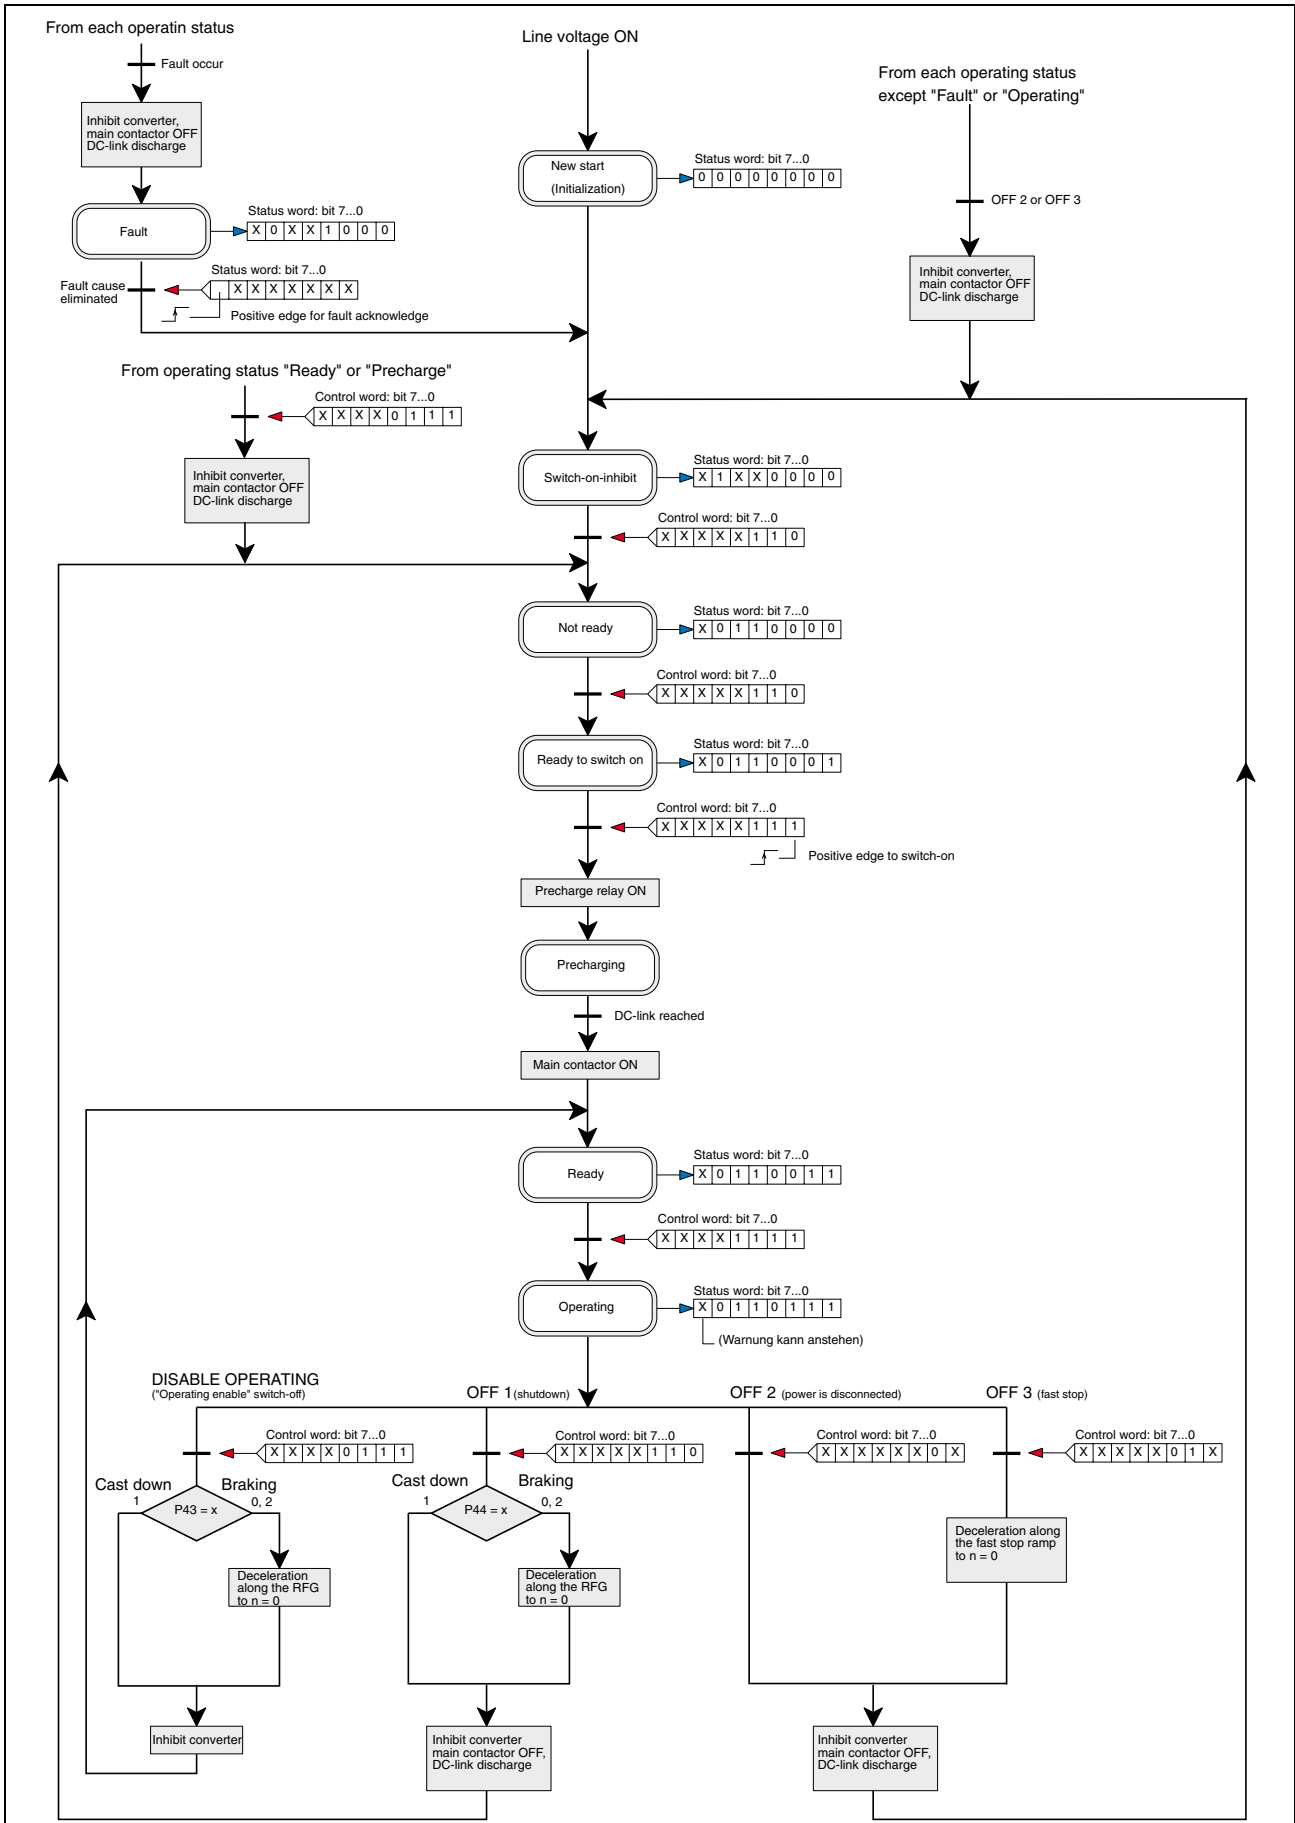 From each operatin status
Fault occur
Inhibit converter,
main contactor OFF
DC-link discharge
Fault
Status word: bit 7...0
X 0 X X 1 0 0 0
Fault cause
eliminated
Status word: bit 7...0
X X X X X X X
Positive edge for fault acknowledge
Line voltage ON
New start
(Initialization)
Status word: bit 7...0
0 0 0 0 0 0 0 0
From each operating status
except "Fault" or "Operating"
OFF 2 or OFF 3
Inhibit converter,
main contactor OFF
DC-link discharge
From operating status "Ready" or "Precharge"
Control word: bit 7...0
X X X X 0 1 1 1
Inhibit converter,
main contactor OFF
DC-link discharge
Switch-on-inhibit
Status word: bit 7...0
X 1 X X 0 0 0 0
Control word: bit 7...0
X X X X X 1 1 0
Not ready
Status word: bit 7...0
X 0 1 1 0 0 0 0
Control word: bit 7...0
X X X X X 1 1 0
Ready to switch on
Status word: bit 7...0
X 0 1 1 0 0 0 1
Control word: bit 7...0
X X X X X 1 1 1
Positive edge to switch-on
Precharge relay ON
Precharging
DC-link reached
Main contactor ON
Ready
Status word: bit 7...0
X 0 1 1 0 0 1 1
Control word: bit 7...0
X X X X 1 1 1 1
Operating
Status word: bit 7...0
X 0 1 1 0 1 1 1
(Warnung kann anstehen)
DISABLE OPERATING
("Operating enable" switch-off)
Control word: bit 7...0
X X X X 0 1 1 1
Cast down
Braking
1
0, 2
P43 = x
Deceleration
along the RFG
to n = 0
Inhibit converter
OFF 1 (shutdown)
Control word: bit 7...0
X X X X X 1 1 0
Cast down
Braking
1
0, 2
P44 = x
Deceleration
along the RFG
to n = 0
Inhibit converter
main contactor OFF,
DC-link discharge
OFF 2 (power is disconnected)
Control word: bit 7...0
X X X X X X 0 X
OFF 3 (fast stop)
Control word: bit 7...0
X X X X X 0 1 X
Deceleration along
the fast stop ramp
to n = 0
Inhibit converter
main contactor OFF,
DC-link discharge